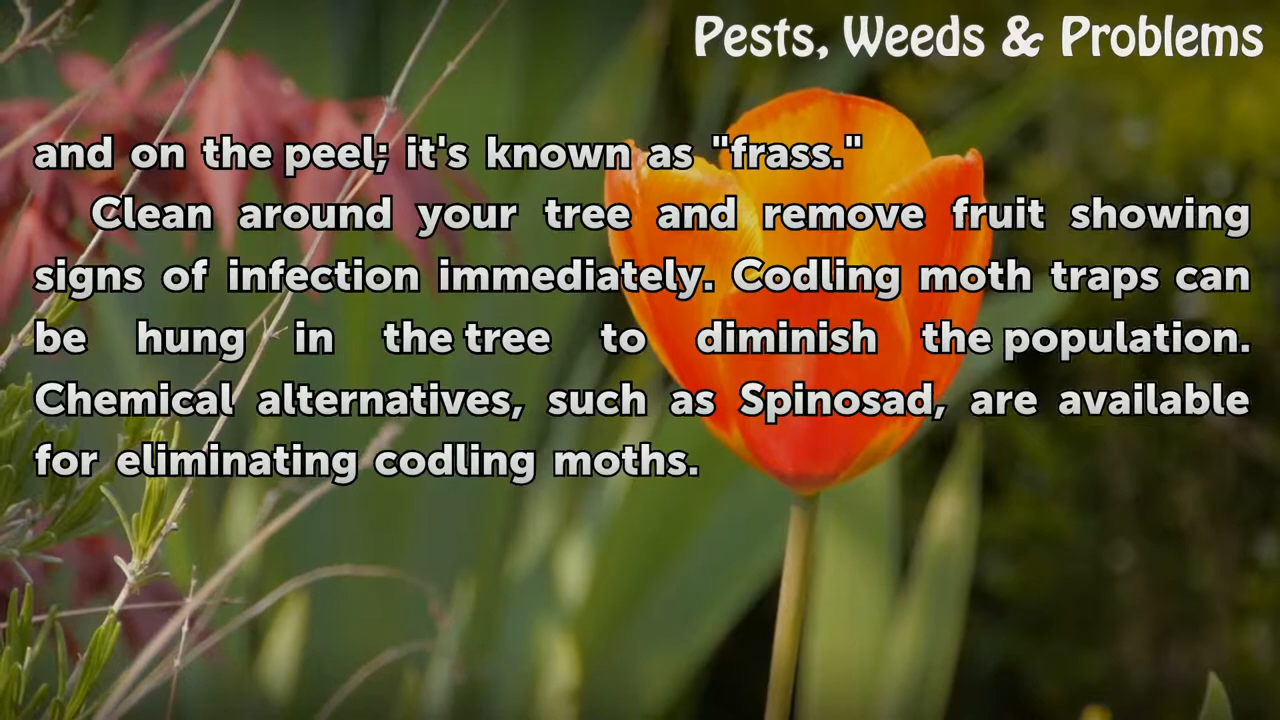 Pests, Weeds & Problems
and on the peel; it's known as "frass."
Clean around your tree and remove fruit showing
signs of infection immediately. Codling moth traps can
be hung in the tree to diminish the population.
Chemical alternatives, such as Spinosad, are available
for eliminating codling moths.